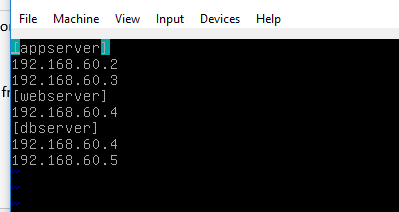 File Machine View Input Devices Help
[appserver]
192.168.60.2
192.168.60.3
[webserver]
192.168.60.4
[dbserver]
192.168.60.4
192.168.60.5
~
~
~